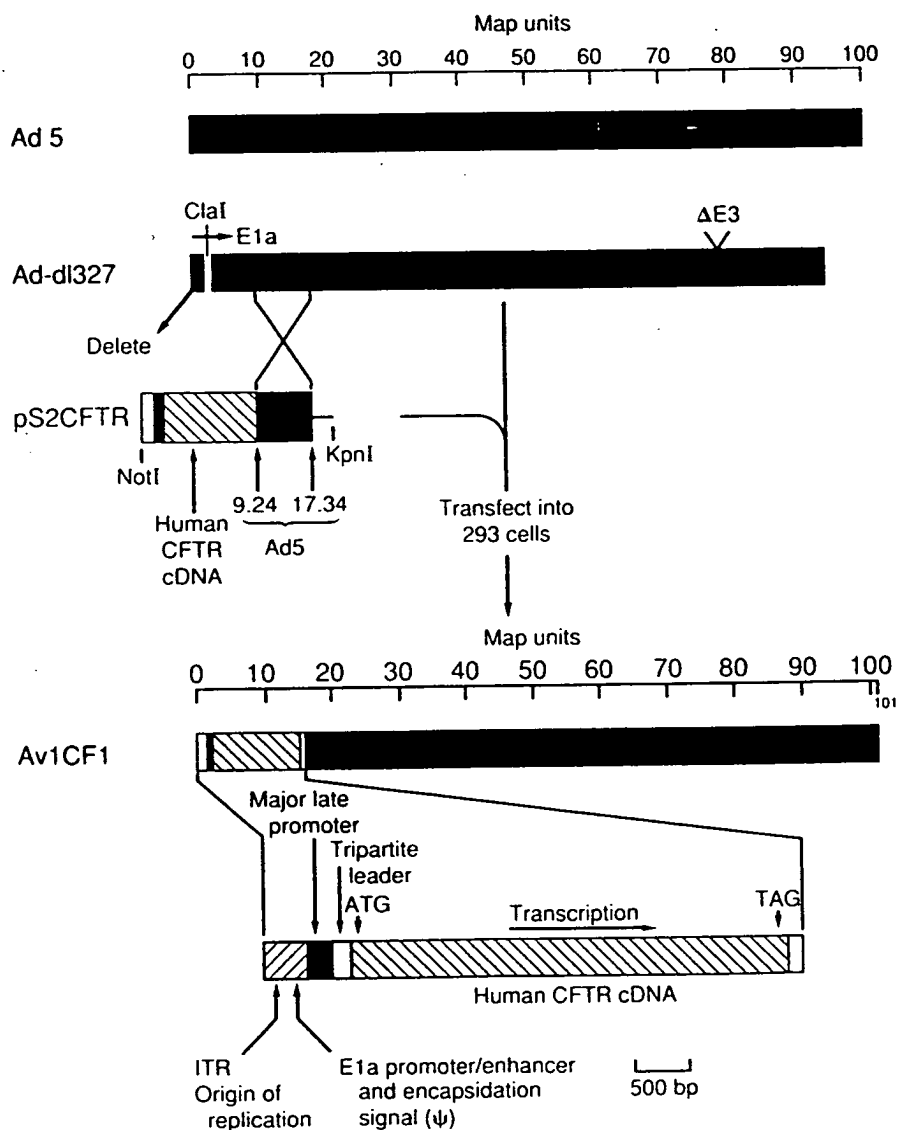 Map units
0 10 20 30 40 50 60 70 80 90 100
Ad 5
ClaI
E1a
ΔE3
Ad-dl327
Delete
pS2CFTR
NotI
KpnI
9.24 17.34
Human
CFTR
cDNA
Ad5
Transfect into
293 cells
Map units
0 10 20 30 40 50 60 70 80 90 100
101
Av1CF1
Major late
promoter
Tripartite
leader
ATG
Transcription
TAG
Human CFTR cDNA
ITR
Origin of
replication
E1a promoter/enhancer
and encapsidation
signal (ψ)
500 bp